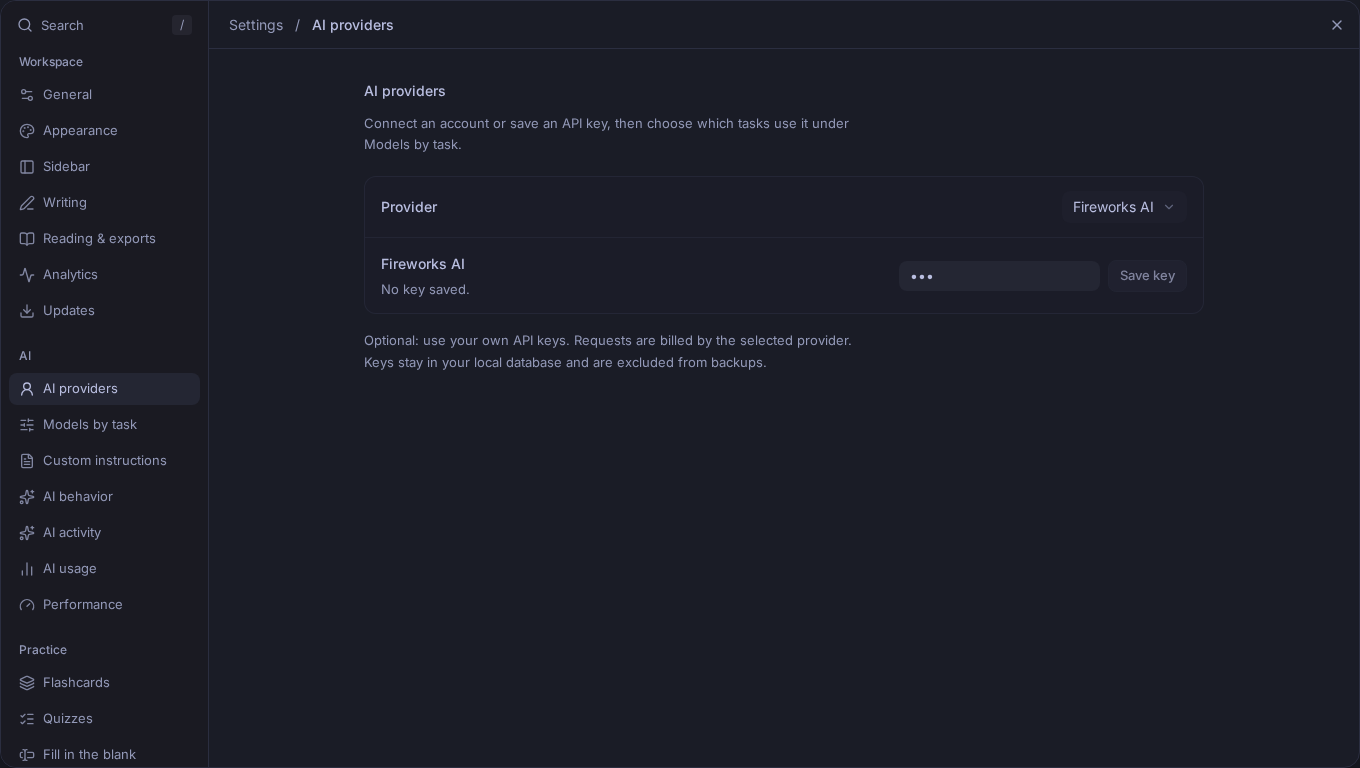 Search
/
Workspace
General
Appearance
Sidebar
Writing
Reading & exports
Analytics
Updates
AI
AI providers
Models by task
Custom instructions
AI behavior
AI activity
AI usage
Performance
Practice
Flashcards
Quizzes
Fill in the blank
Settings / AI providers
AI providers
Connect an account or save an API key, then choose which tasks use it under
Models by task.
Provider
Fireworks AI
Fireworks AI
No key saved.
•••
Save key
Optional: use your own API keys. Requests are billed by the selected provider.
Keys stay in your local database and are excluded from backups.